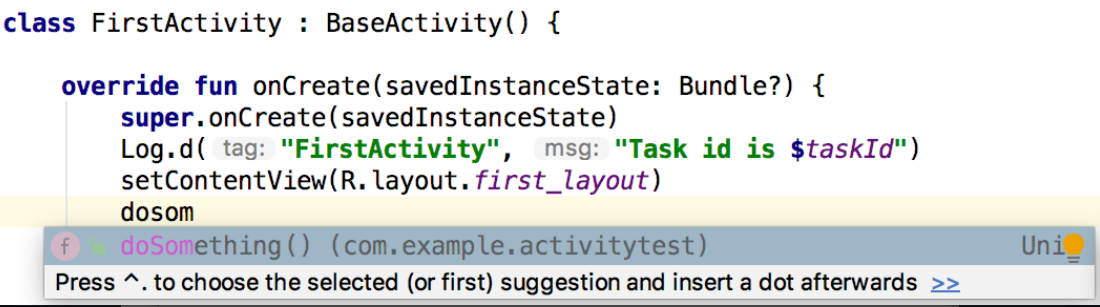 class FirstActivity : BaseActivity() {
override fun onCreate(savedInstanceState: Bundle?) {
super.onCreate(savedInstanceState)
Log.d( tag: "FirstActivity", msg: "Task id is $taskId")
setContentView(R.layout.first_layout)
dosom
f doSomething() (com.example.activitytest) Uni
Press ^. to choose the selected (or first) suggestion and insert a dot afterwards >>